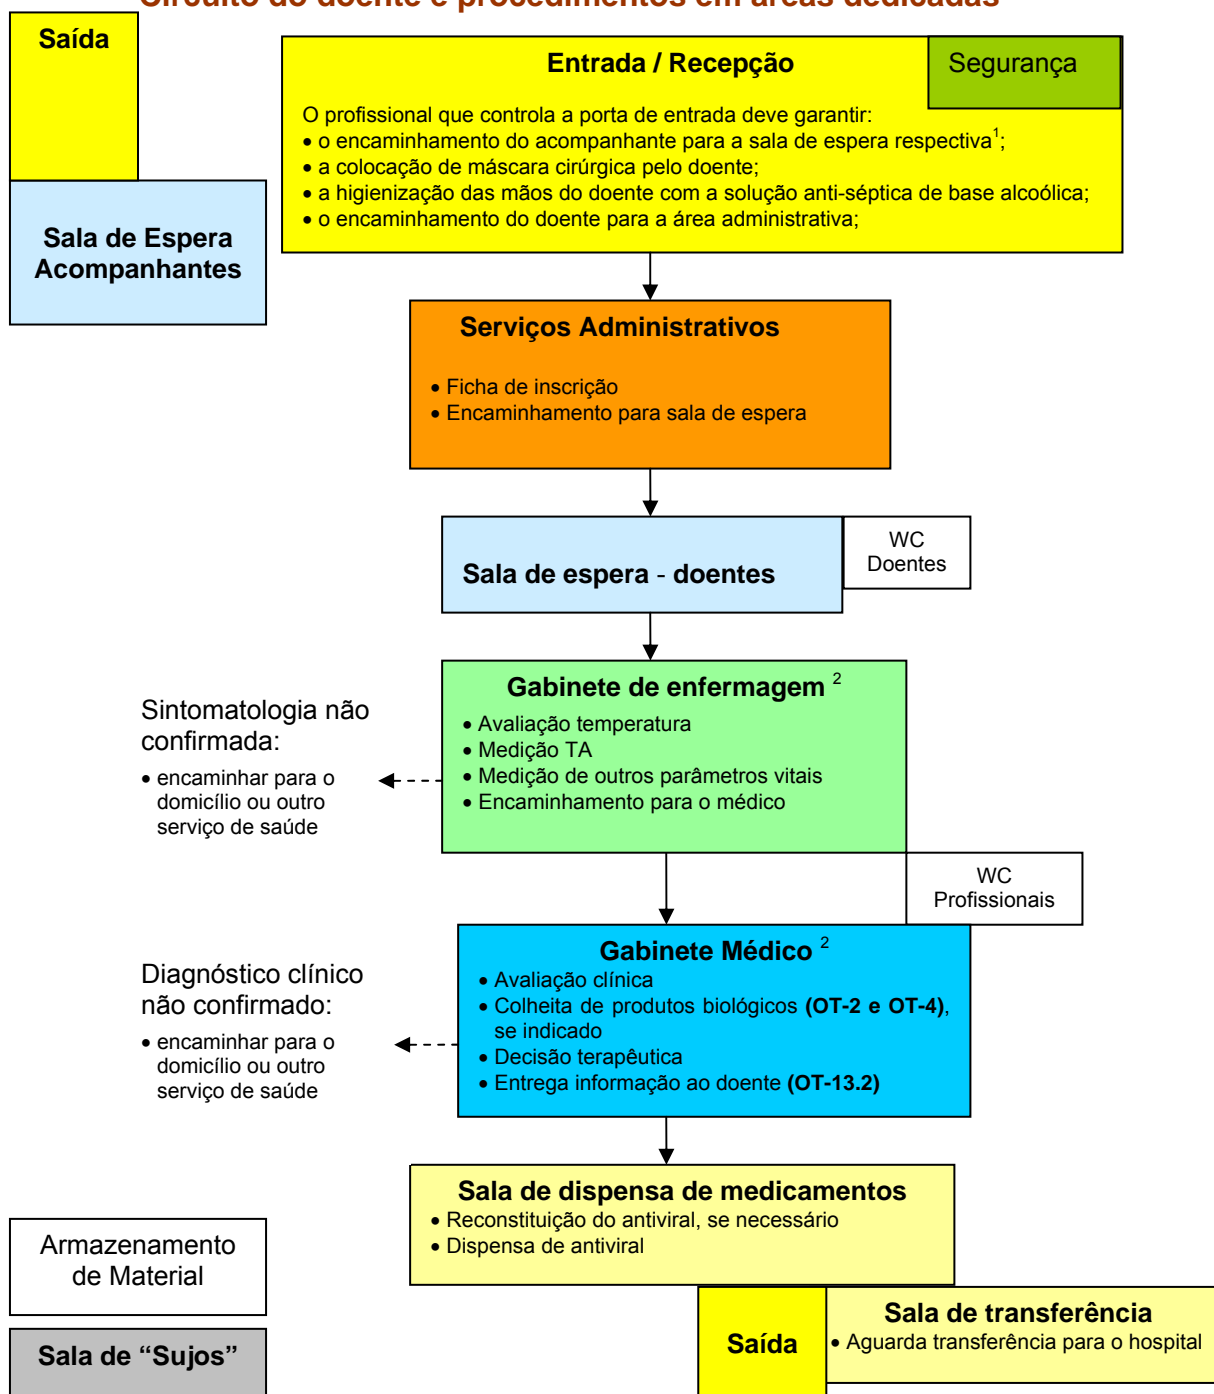 Circuito do doente e procedimentos em áreas dedicadas
Saída
Entrada / Recepção
Segurança
O profissional que controla a porta de entrada deve garantir:
• o encaminhamento do acompanhante para a sala de espera respectiva¹;
• a colocação de máscara cirúrgica pelo doente;
• a higienização das mãos do doente com a solução anti-séptica de base alcoólica;
• o encaminhamento do doente para a área administrativa;
Sala de Espera
Acompanhantes
Serviços Administrativos
• Ficha de inscrição
• Encaminhamento para sala de espera
Sala de espera - doentes
WC
Doentes
Gabinete de enfermagem ²
• Avaliação temperatura
• Medição TA
• Medição de outros parâmetros vitais
• Encaminhamento para o médico
Sintomatologia não
confirmada:
• encaminhar para o
domicílio ou outro
serviço de saúde
WC
Profissionais
Gabinete Médico ²
• Avaliação clínica
• Colheita de produtos biológicos (OT-2 e OT-4),
se indicado
• Decisão terapêutica
• Entrega informação ao doente (OT-13.2)
Diagnóstico clínico
não confirmado:
• encaminhar para o
domicílio ou outro
serviço de saúde
Sala de dispensa de medicamentos
• Reconstituição do antiviral, se necessário
• Dispensa de antiviral
Armazenamento
de Material
Sala de “Sujos”
Saída
Sala de transferência
• Aguarda transferência para o hospital